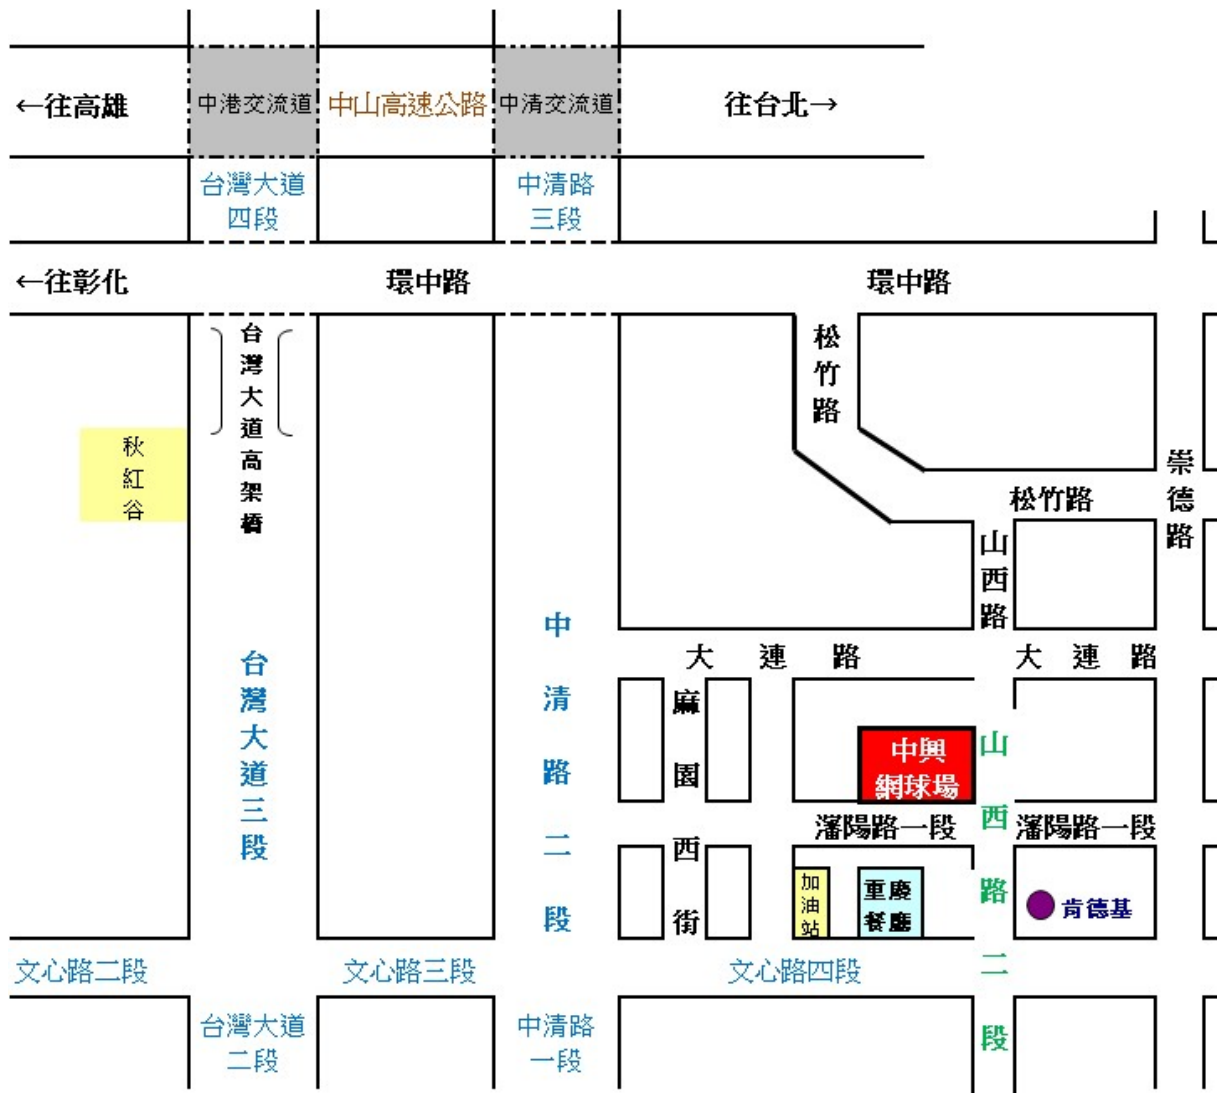 ←往高雄
中港交流道
中山高速公路
中清交流道
往台北→
台灣大道
四段
中清路
三段
←往彰化
環中路
環中路
台灣大道高架橋
松竹路
秋紅谷
崇德路
松竹路
山西路
中清路二段
台灣大道三段
大連路
大連路
麻園西街
中興
網球場
山西路二段
瀋陽路一段
瀋陽路一段
加油站
重慶
餐廳
肯德基
文心路二段
文心路三段
文心路四段
台灣大道
二段
中清路
一段